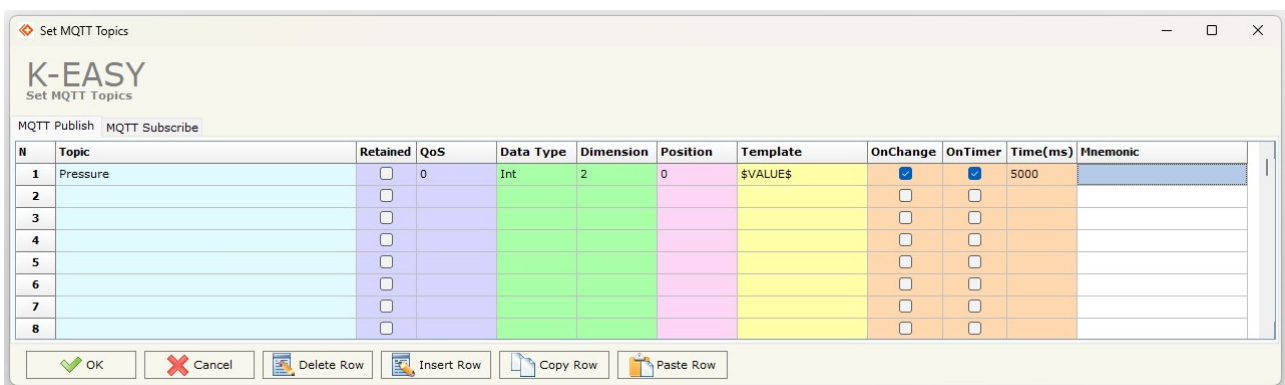 Set MQTT Topics
K-EASY
Set MQTT Topics
MQTT Publish MQTT Subscribe
N Topic Retained QoS Data Type Dimension Position Template OnChange OnTimer Time(ms) Mnemonic
1 Pressure 0 Int 2 0 $VALUE$ 5000
2
3
4
5
6
7
8
OK Cancel Delete Row Insert Row Copy Row Paste Row